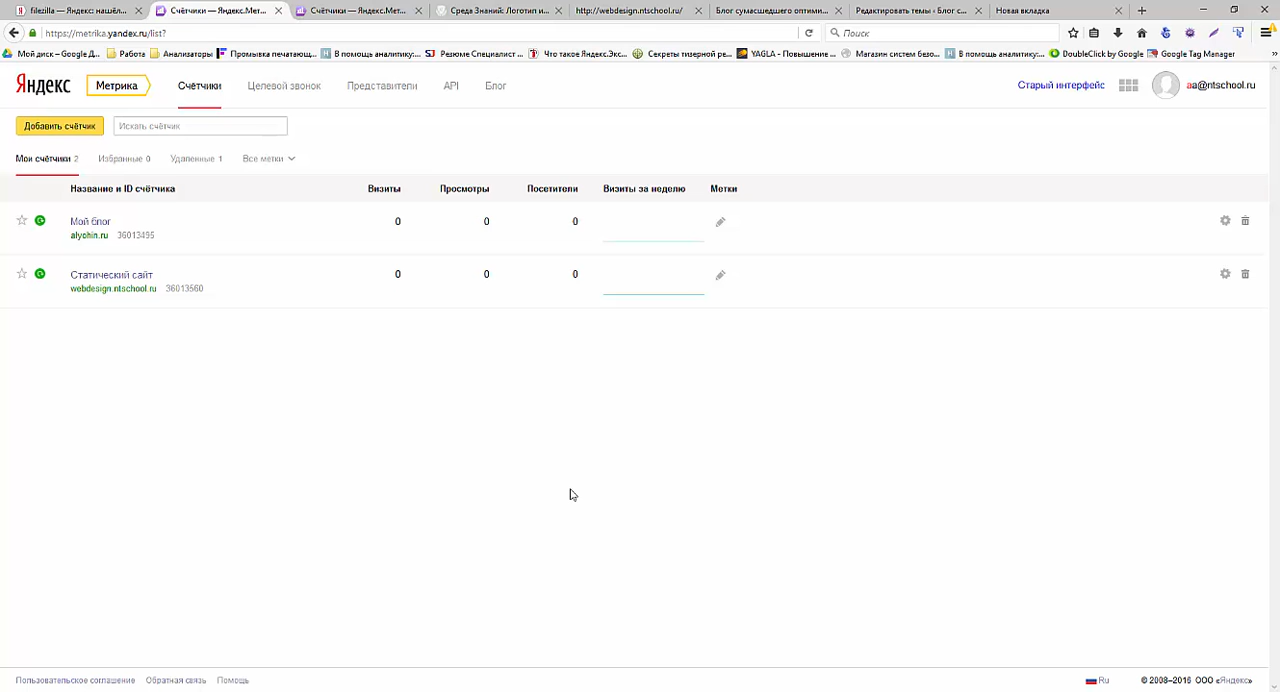 filezilla — Яндекс: нашёл... Счётчики — Яндекс.Мет... Счётчики — Яндекс.Мет... Среда Знаний: Логотип и... http://webdesign.ntschool.ru/ Блог сумасшедшего оптими... Редактировать темы ‹ Блог с... Новая вкладка
https://metrika.yandex.ru/list? Поиск
Мой диск – Google Д... Работа Анализаторы Промывка печатающ... В помощь аналитику:... Резюме Специалист ... Что такое Яндекс.Экс... Секреты тизерной ре... YAGLA - Повышение ... Магазин систем безо... В помощь аналитику:... DoubleClick by Google Google Tag Manager »
Яндекс Метрика Счётчики Целевой звонок Представители API Блог Старый интерфейс aa@ntschool.ru
Добавить счётчик Искать счётчик
Мои счётчики 2 Избранные 0 Удаленные 1 Все метки
Название и ID счётчика Визиты Просмотры Посетители Визиты за неделю Метки
Мой блог 0 0 0
alyohin.ru 36013495
Статический сайт 0 0 0
webdesign.ntschool.ru 36013560
Пользовательское соглашение Обратная связь Помощь Ru © 2008–2016 ООО «Яндекс»